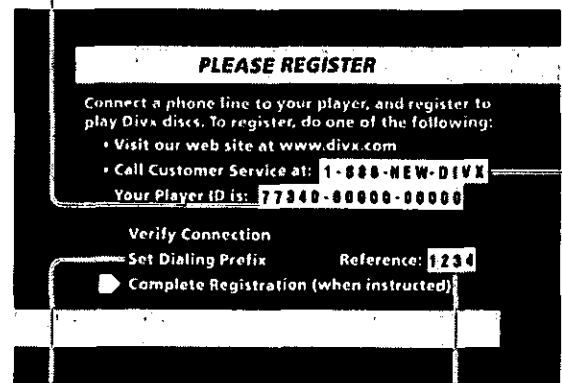 PLEASE REGISTER
Connect a phone line to your player, and register to
play Divx discs. To register, do one of the following:
• Visit our web site at www.divx.com
• Call Customer Service at: 1-888-NEW-DIVX
Your Player ID is: 77340-00000-00000
Verify Connection
Set Dialing Prefix Reference: 1234
Complete Registration (when instructed)